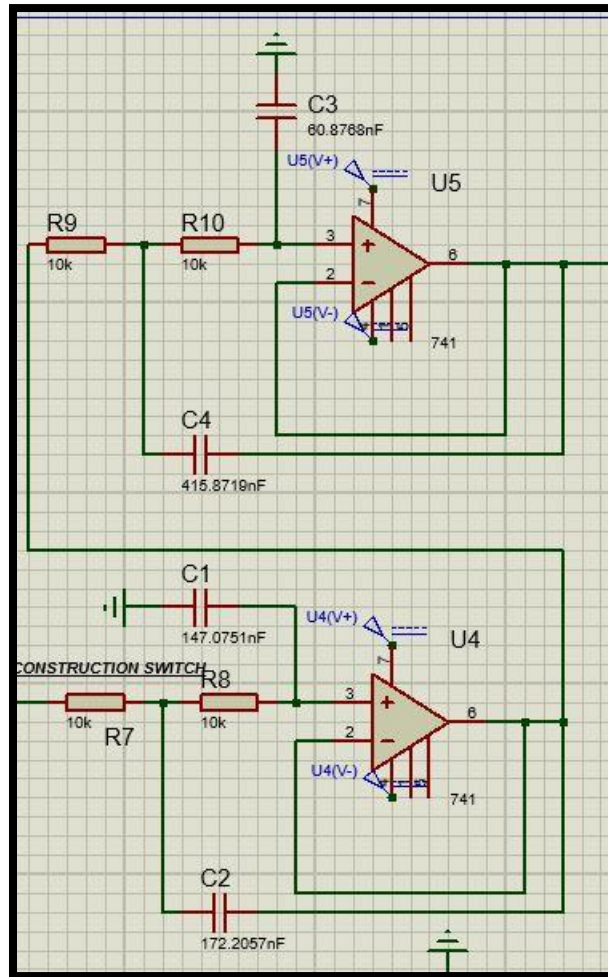 C3
60.8768nF
U5(V+)
U5
7
R9
R10
10k
10k
3
2
6
U5(V-)
741
C4
415.8719nF
C1
147.0751nF
U4(V+)
U4
7
CONSTRUCTION SWITCH
R8
10k
R7
10k
3
2
6
U4(V-)
741
C2
172.2057nF